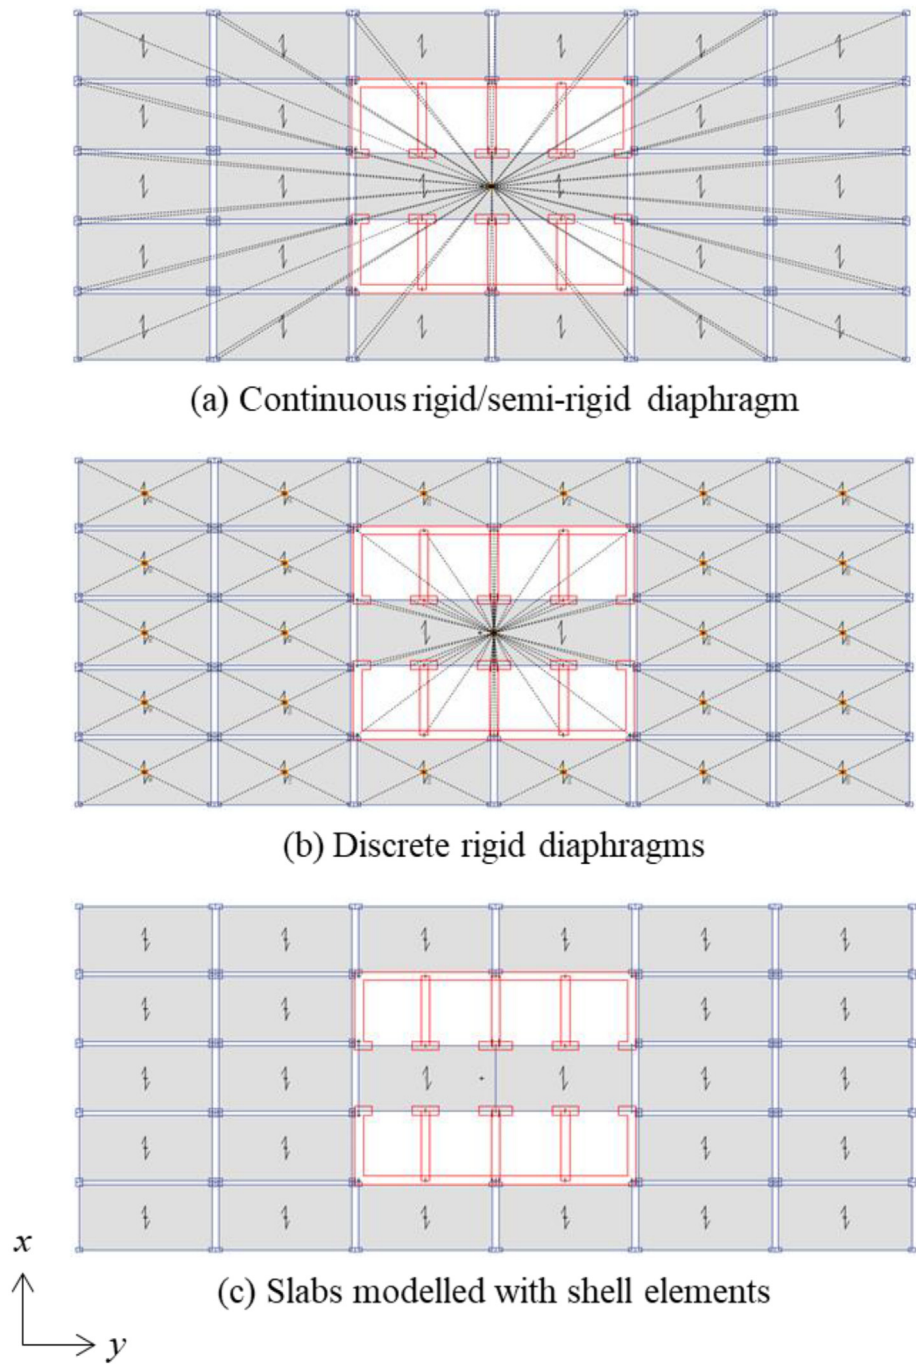 (a) Continuous rigid/semi-rigid diaphragm
(b) Discrete rigid diaphragms
(c) Slabs modelled with shell elements
x
y